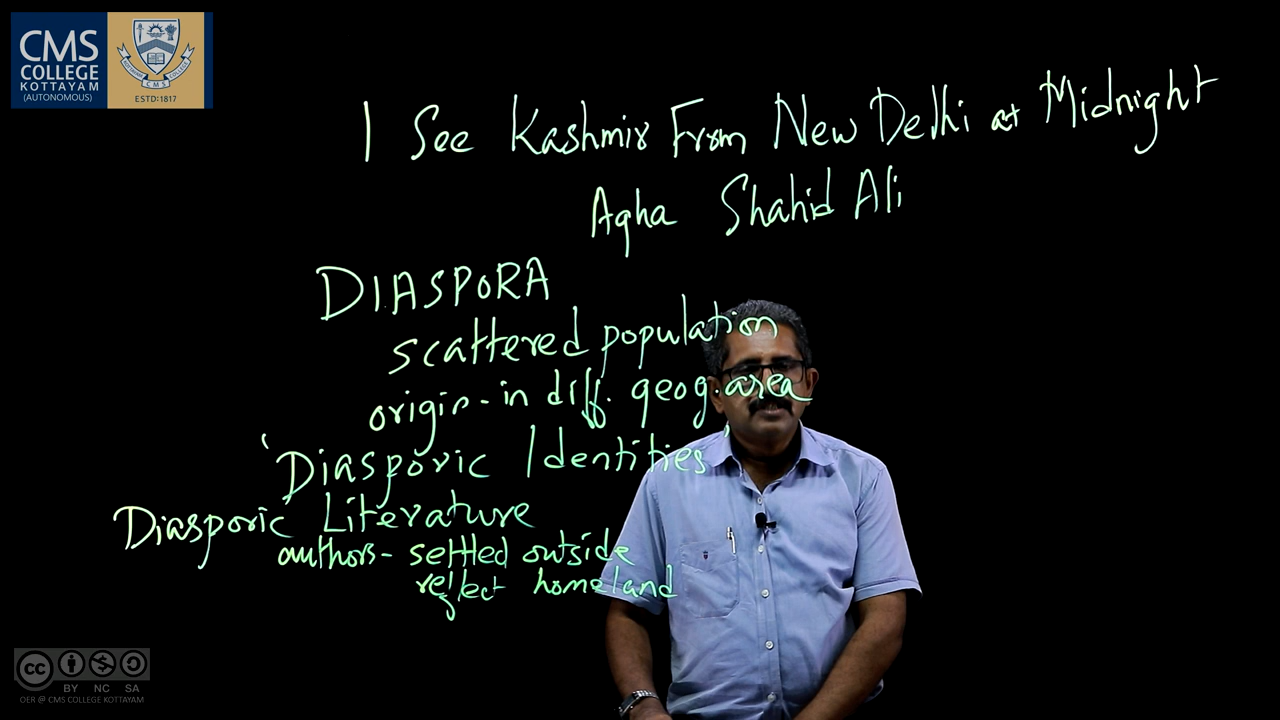 CMS
COLLEGE
KOTTAYAM
(AUTONOMOUS)
CMS
ESTD:1817
I See Kashmir From New Delhi at Midnight
Agha Shahid Ali
DIASPORA
scattered population
origin - in diff. geog. area
'Diasporic Identities'
Diasporic Literature
authors - settled outside
reflect homeland
cc
BY NC SA
OER @ CMS COLLEGE KOTTAYAM